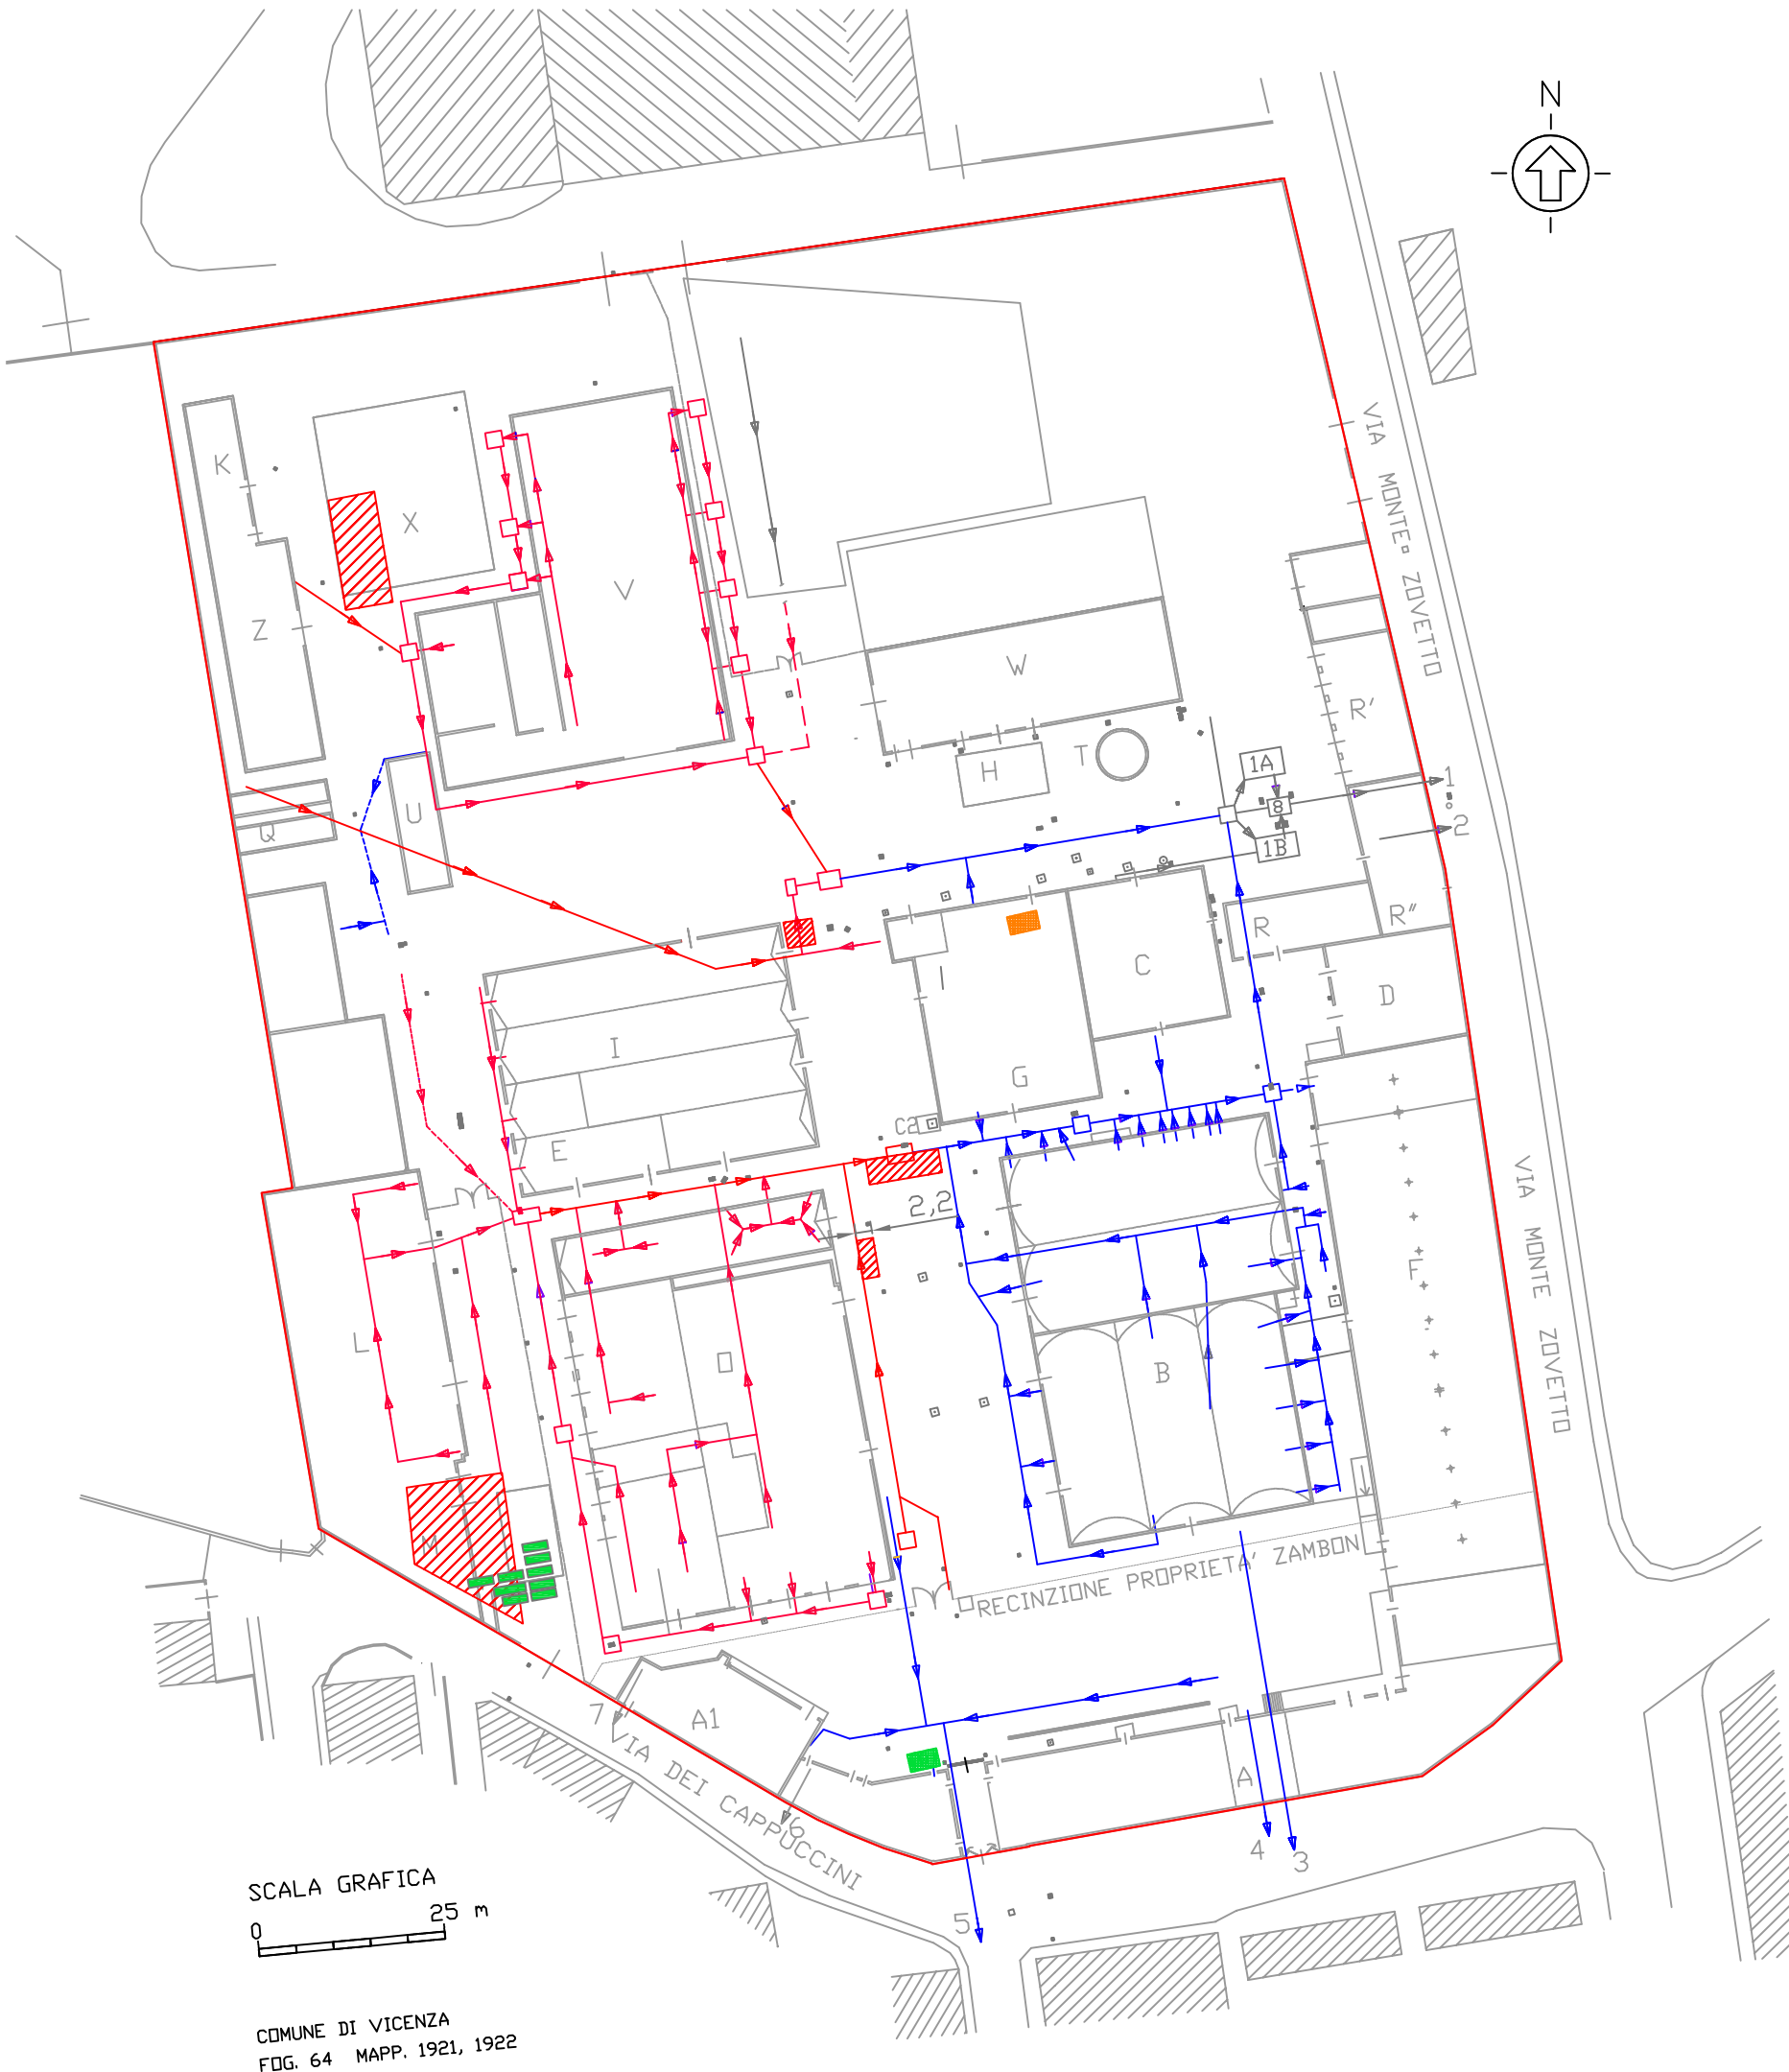 N
VIA MONTE ZOVETTO
K
X
V
Z
W
R'
H
T
1A
1
8
U
Q
2
1B
R
R"
C
D
I
I
G
C2
E
2,2
VIA MONTE ZOVETTO
F
L
O
B
M
RECINZIONE PROPRIETA' ZAMBON
7
A1
VIA DEI CAPPUCCINI
A
6
4
3
5
SCALA GRAFICA
0 25 m
COMUNE DI VICENZA
FOG. 64 MAPP. 1921, 1922